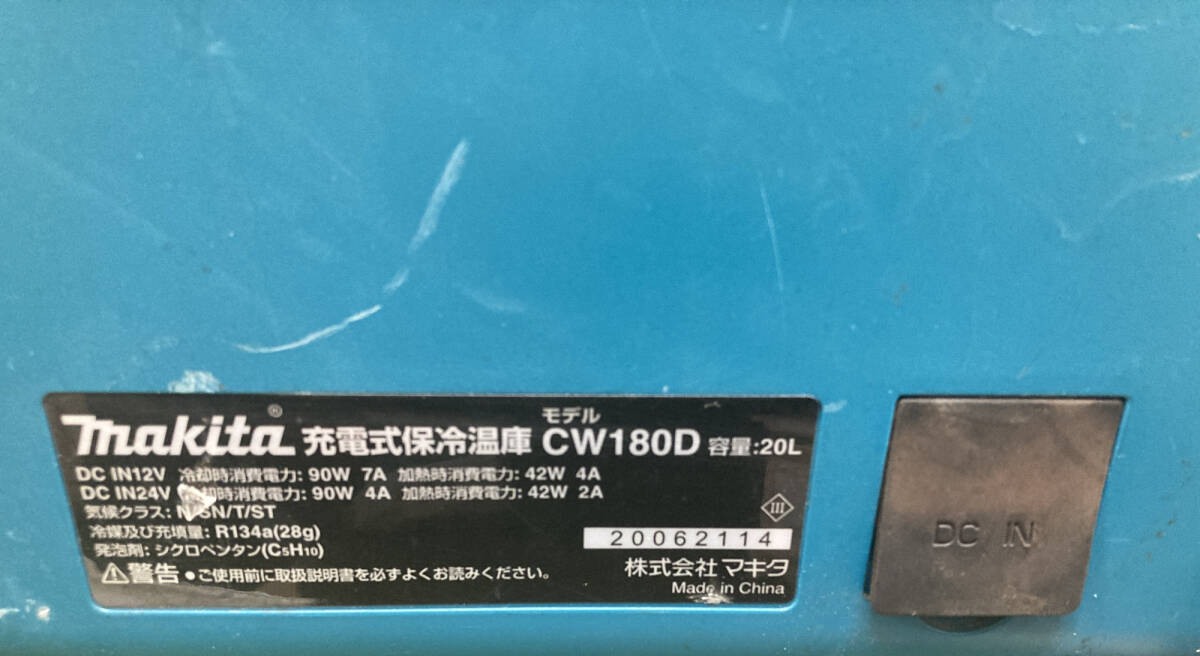 makita® 充電式保冷温庫 モデル CW180D 容量:20L
DC IN12V 冷却時消費電力: 90W 7A 加熱時消費電力: 42W 4A
DC IN24V 却時消費電力: 90W 4A 加熱時消費電力: 42W 2A
気候クラス: N/SN/T/ST
冷媒及び充填量: R134a(28g)
発泡剤: シクロペンタン(C5H10)
⚠警告 ●ご使用前に取扱説明書を必ずよくお読みください。
III
20062114
株式会社 マキタ
Made in China
DC IN